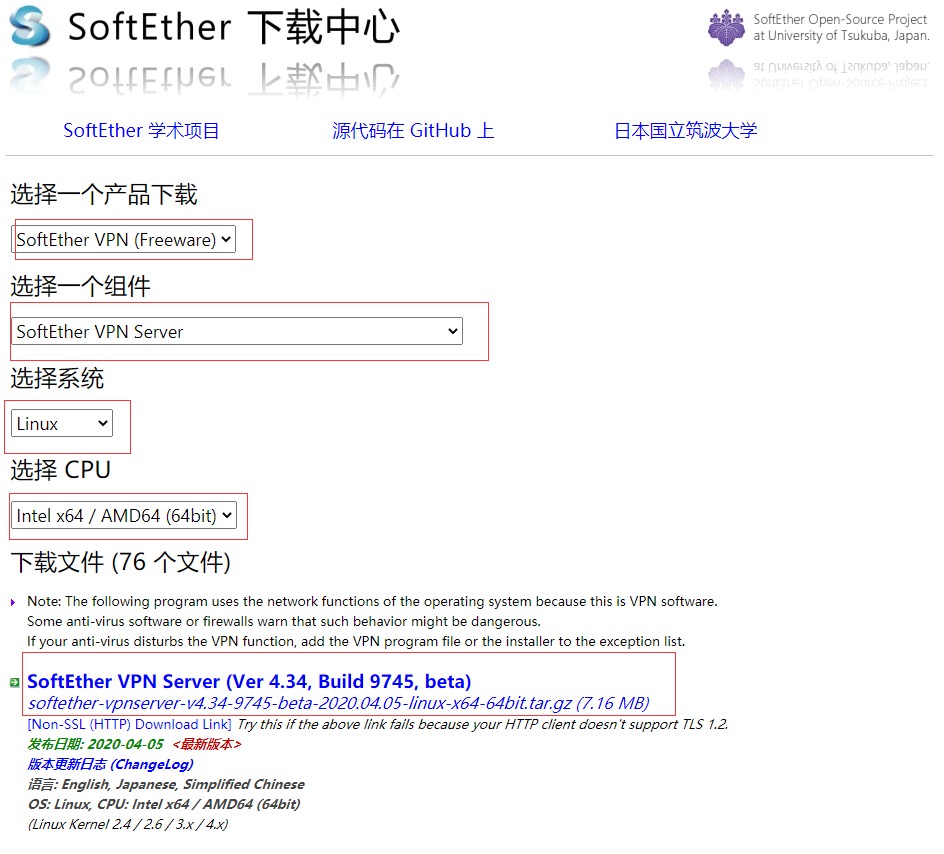 SoftEther 下载中心
SoftEther Open-Source Project
at University of Tsukuba, Japan.
SoftEther 学术项目
源代码在 GitHub 上
日本国立筑波大学
选择一个产品下载
SoftEther VPN (Freeware)
选择一个组件
SoftEther VPN Server
选择系统
Linux
选择 CPU
Intel x64 / AMD64 (64bit)
下载文件 (76 个文件)
Note: The following program uses the network functions of the operating system because this is VPN software.
Some anti-virus software or firewalls warn that such behavior might be dangerous.
If your anti-virus disturbs the VPN function, add the VPN program file or the installer to the exception list.
SoftEther VPN Server (Ver 4.34, Build 9745, beta)
softether-vpnserver-v4.34-9745-beta-2020.04.05-linux-x64-64bit.tar.gz (7.16 MB)
[Non-SSL (HTTP) Download Link] Try this if the above link fails because your HTTP client doesn't support TLS 1.2.
发布日期: 2020-04-05 <最新版本>
版本更新日志 (ChangeLog)
语言: English, Japanese, Simplified Chinese
OS: Linux, CPU: Intel x64 / AMD64 (64bit)
(Linux Kernel 2.4 / 2.6 / 3.x / 4.x)